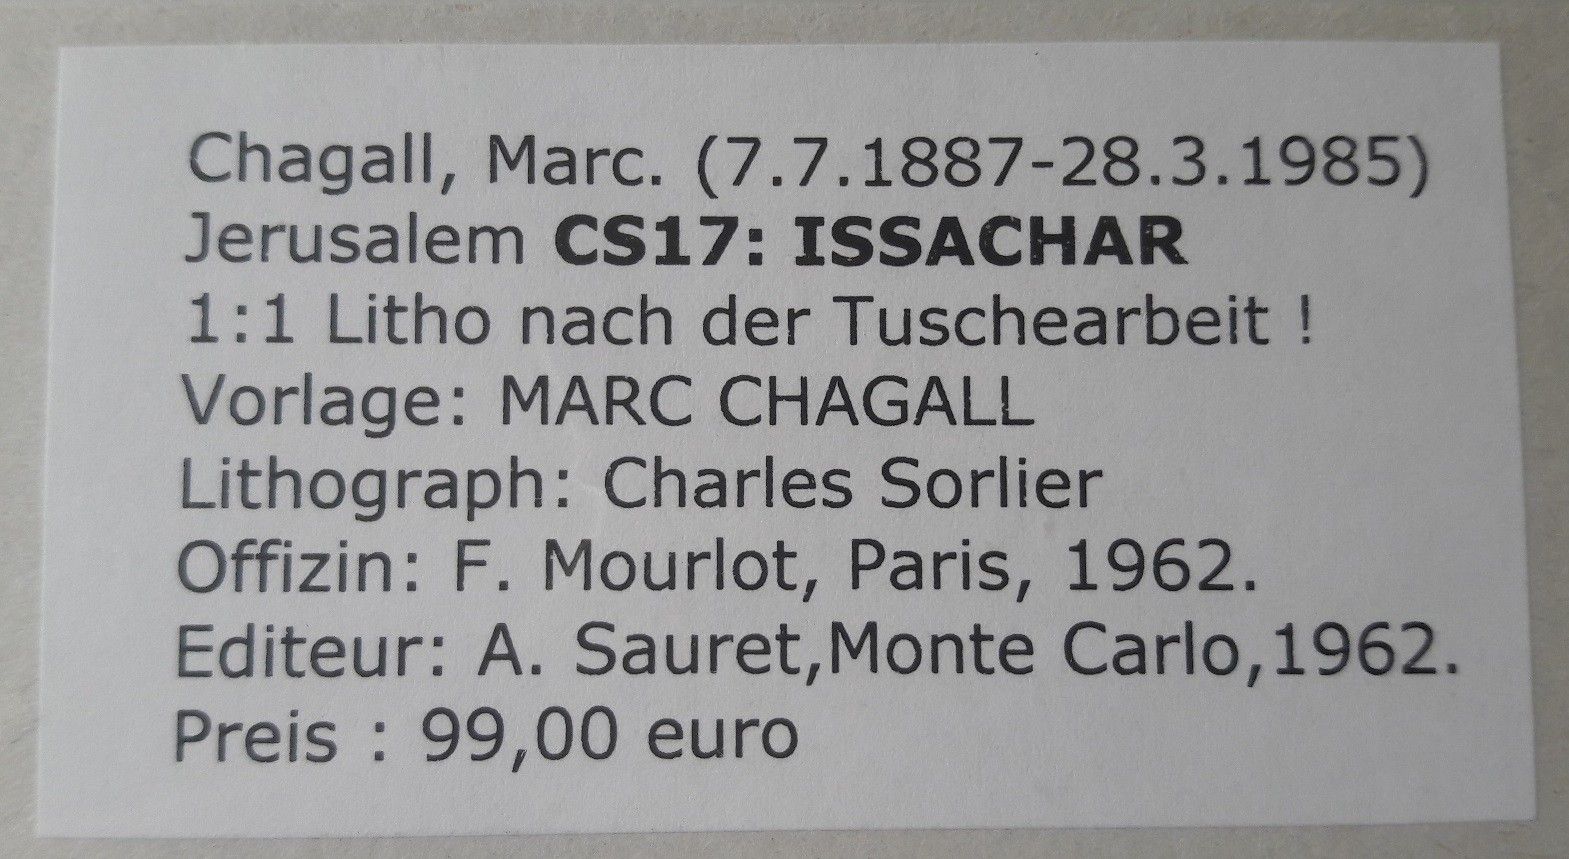 Chagall, Marc. (7.7.1887-28.3.1985)
Jerusalem CS17: ISSACHAR
1:1 Litho nach der Tuschearbeit !
Vorlage: MARC CHAGALL
Lithograph: Charles Sorlier
Offizin: F. Mourlot, Paris, 1962.
Editeur: A. Sauret,Monte Carlo,1962.
Preis : 99,00 euro